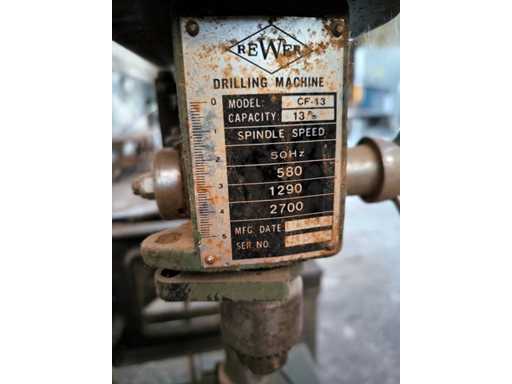 REWER
DRILLING MACHINE
MODEL: CF-13
CAPACITY: 13 %
SPINDLE SPEED
50Hz
580
1290
2700
MFG. DATE:
SER. NO.
0
1
2
3
4
5